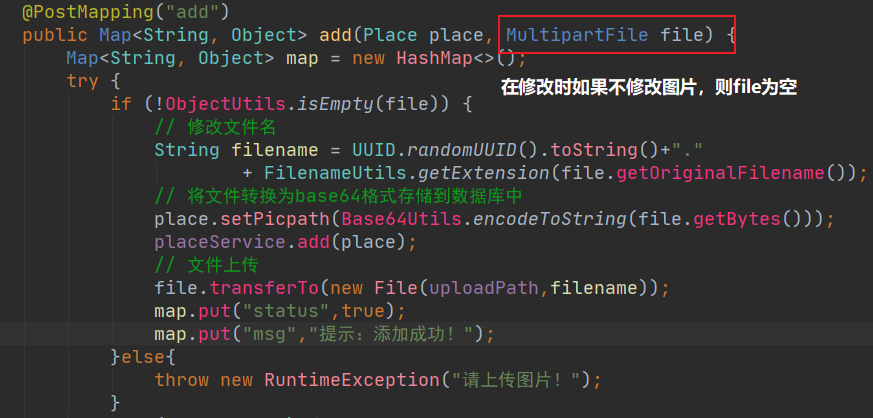 @PostMapping("add")
public Map<String, Object> add(Place place, MultipartFile file) {
Map<String, Object> map = new HashMap<>();
在修改时如果不修改图片，则file为空
try {
if (!ObjectUtils.isEmpty(file)) {
// 修改文件名
String filename = UUID.randomUUID().toString()+"."
+ FilenameUtils.getExtension(file.getOriginalFilename());
// 将文件转换为base64格式存储到数据库中
place.setPicpath(Base64Utils.encodeToString(file.getBytes()));
placeService.add(place);
// 文件上传
file.transferTo(new File(uploadPath,filename));
map.put("status",true);
map.put("msg","提示：添加成功！");
}else{
throw new RuntimeException("请上传图片！");
}